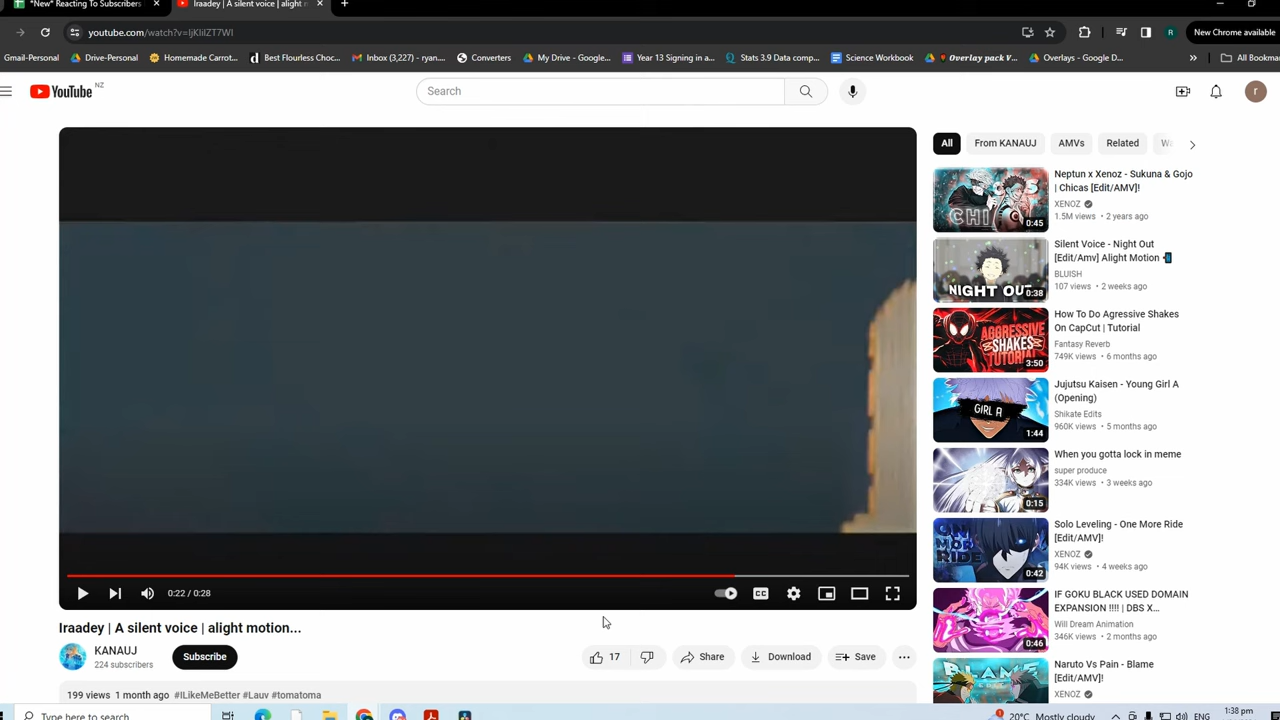 *New* Reacting To Subscribers
Iraadey | A silent voice | alight m
youtube.com/watch?v=IjKIilZT7WI
New Chrome available
Gmail-Personal
Drive-Personal
Homemade Carrot...
Best Flourless Choc...
Inbox (3,227) - ryan....
Converters
My Drive - Google...
Year 13 Signing in a...
Stats 3.9 Data comp...
Science Workbook
Overlay pack V...
Overlays - Google D...
All Bookmar
YouTube NZ
Search
All
From KANAUJ
AMVs
Related
Neptun x Xenoz - Sukuna & Gojo
| Chicas [Edit/AMV]!
XENOZ
1.5M views • 2 years ago
CHI
0:45
Silent Voice - Night Out
[Edit/Amv] Alight Motion
BLUISH
107 views • 2 weeks ago
NIGHT OUT
0:38
How To Do Agressive Shakes
On CapCut | Tutorial
Fantasy Reverb
749K views • 6 months ago
AGGRESSIVE
SHAKES
TUTORIAL
3:50
Jujutsu Kaisen - Young Girl A
(Opening)
Shikate Edits
960K views • 5 months ago
GIRL A
1:44
When you gotta lock in meme
super produce
334K views • 3 weeks ago
0:15
Solo Leveling - One More Ride
[Edit/AMV]!
XENOZ
94K views • 4 weeks ago
ONE
MORE
RIDE
0:42
IF GOKU BLACK USED DOMAIN
EXPANSION !!!! | DBS X...
Will Dream Animation
346K views • 2 months ago
0:46
Naruto Vs Pain - Blame
[Edit/AMV]!
XENOZ
BLAME
0:22 / 0:28
CC
Iraadey | A silent voice | alight motion...
KANAUJ
224 subscribers
Subscribe
17
Share
Download
Save
199 views 1 month ago #ILikeMeBetter #Lauv #tomatoma
Type here to search
20°C Mostly cloudy
ENG
1:38 pm